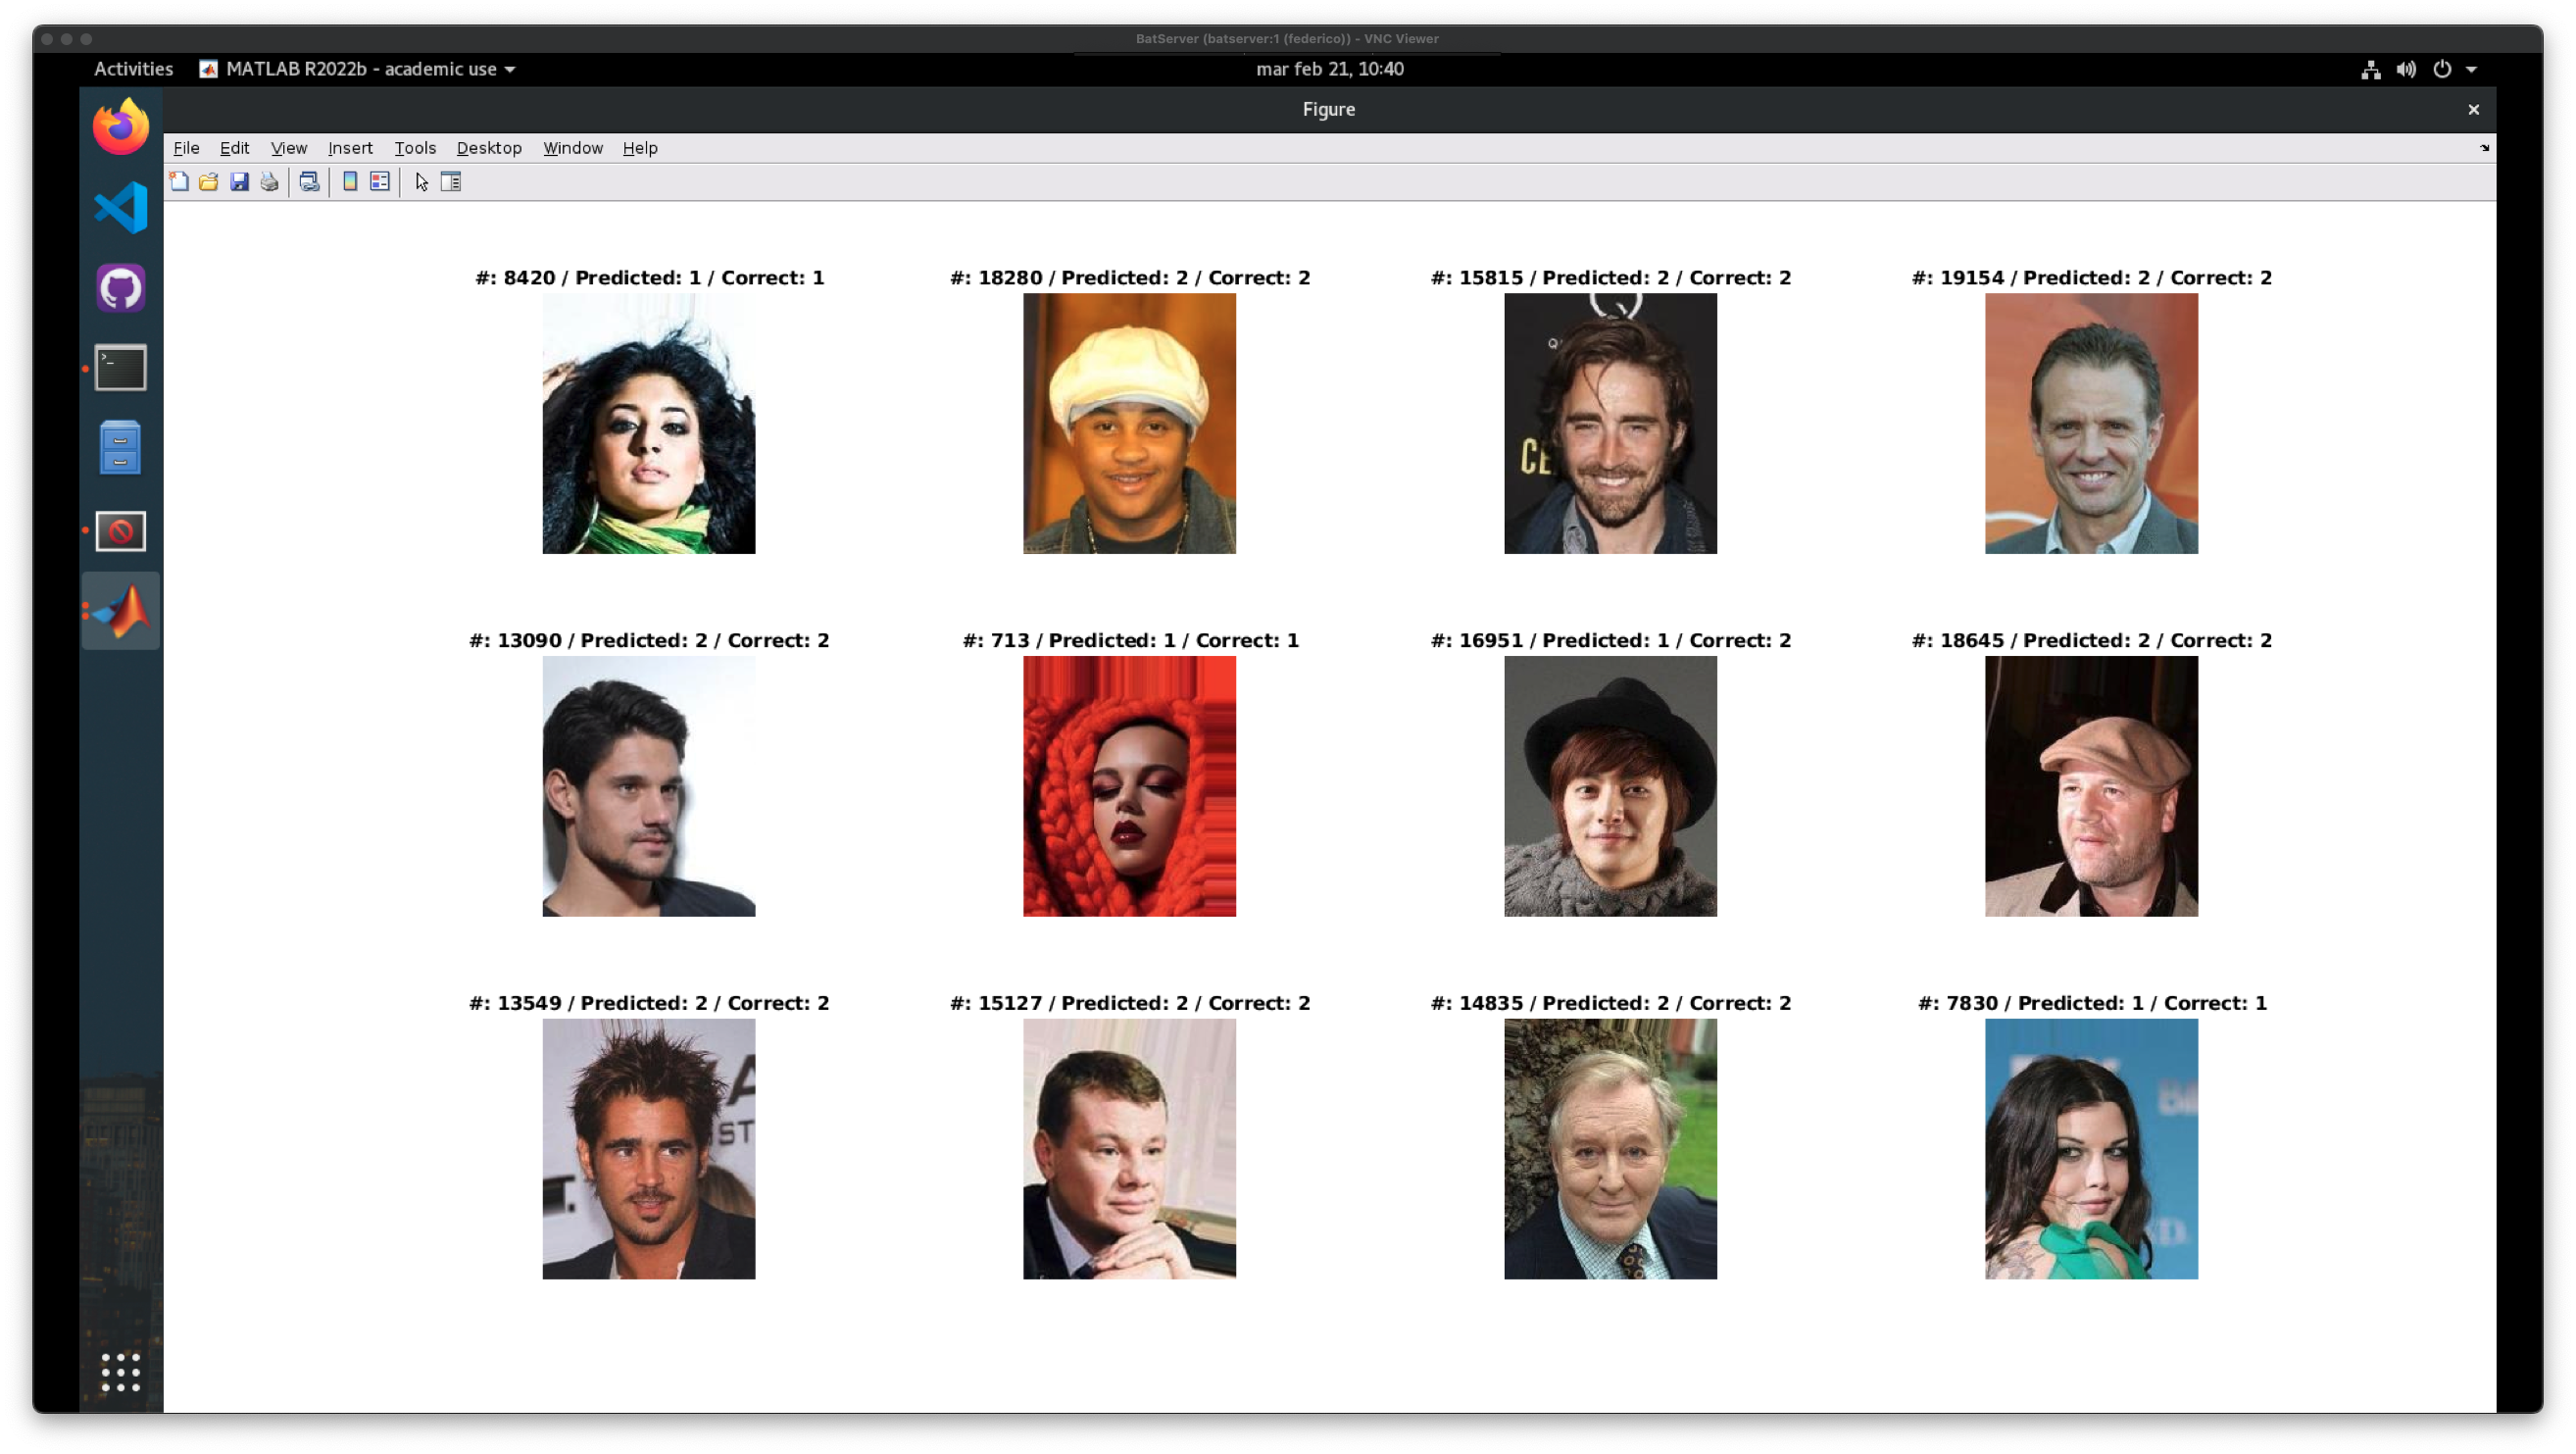 BatServer (batserver:1 (federico)) - VNC Viewer
Activities MATLAB R2022b - academic use mar feb 21, 10:40
Figure
File Edit View Insert Tools Desktop Window Help
#: 8420 / Predicted: 1 / Correct: 1
#: 18280 / Predicted: 2 / Correct: 2
#: 15815 / Predicted: 2 / Correct: 2
#: 19154 / Predicted: 2 / Correct: 2
Q
CE
#: 13090 / Predicted: 2 / Correct: 2
#: 713 / Predicted: 1 / Correct: 1
#: 16951 / Predicted: 1 / Correct: 2
#: 18645 / Predicted: 2 / Correct: 2
#: 13549 / Predicted: 2 / Correct: 2
#: 15127 / Predicted: 2 / Correct: 2
#: 14835 / Predicted: 2 / Correct: 2
#: 7830 / Predicted: 1 / Correct: 1
A
ST